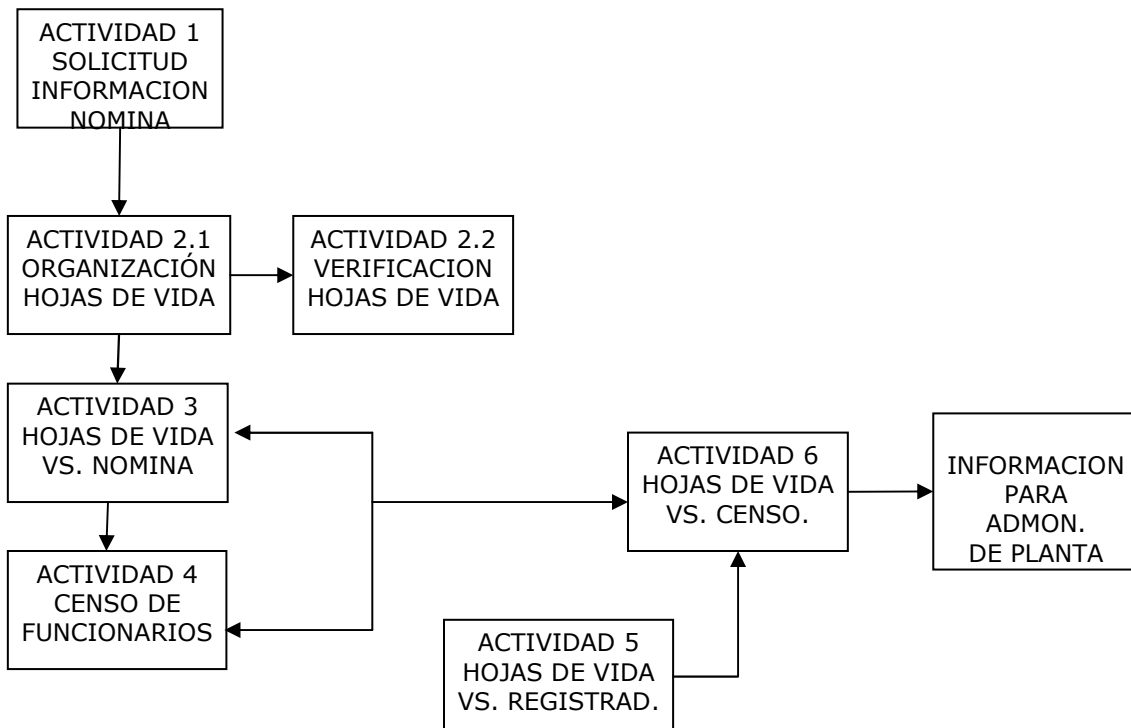 ACTIVIDAD 1
SOLICITUD
INFORMACION
NOMINA
ACTIVIDAD 2.1
ORGANIZACIÓN
HOJAS DE VIDA
ACTIVIDAD 2.2
VERIFICACION
HOJAS DE VIDA
ACTIVIDAD 3
HOJAS DE VIDA
VS. NOMINA
ACTIVIDAD 4
CENSO DE
FUNCIONARIOS
ACTIVIDAD 5
HOJAS DE VIDA
VS. REGISTRAD.
ACTIVIDAD 6
HOJAS DE VIDA
VS. CENSO.
INFORMACION
PARA
ADMON.
DE PLANTA